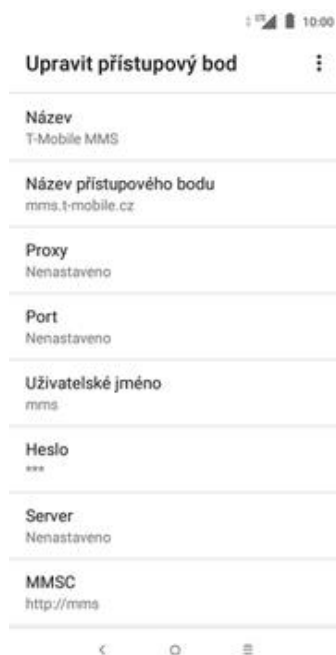 10:00
Upravit přístupový bod
Název
T-Mobile MMS
Název přístupového bodu
mms.t-mobile.cz
Proxy
Nenastaveno
Port
Nenastaveno
Uživatelské jméno
mms
Heslo
***
Server
Nenastaveno
MMSC
http://mms